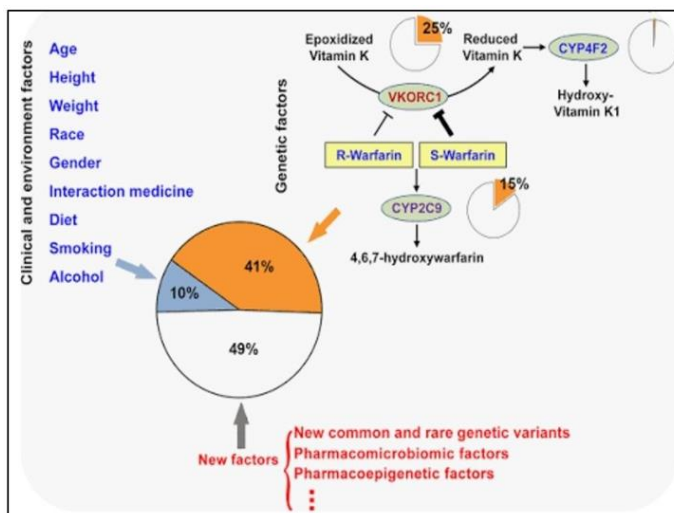 Clinical and environment factors
Age
Height
Weight
Race
Gender
Interaction medicine
Diet
Smoking
Alcohol
Genetic factors
Epoxidized
Vitamin K
25%
Reduced
Vitamin K
CYP4F2
VKORC1
Hydroxy-
Vitamin K1
R-Warfarin
S-Warfarin
CYP2C9
15%
4,6,7-hydroxywarfarin
41%
10%
49%
New factors
New common and rare genetic variants
Pharmacomicrobiomic factors
Pharmacoepigenetic factors